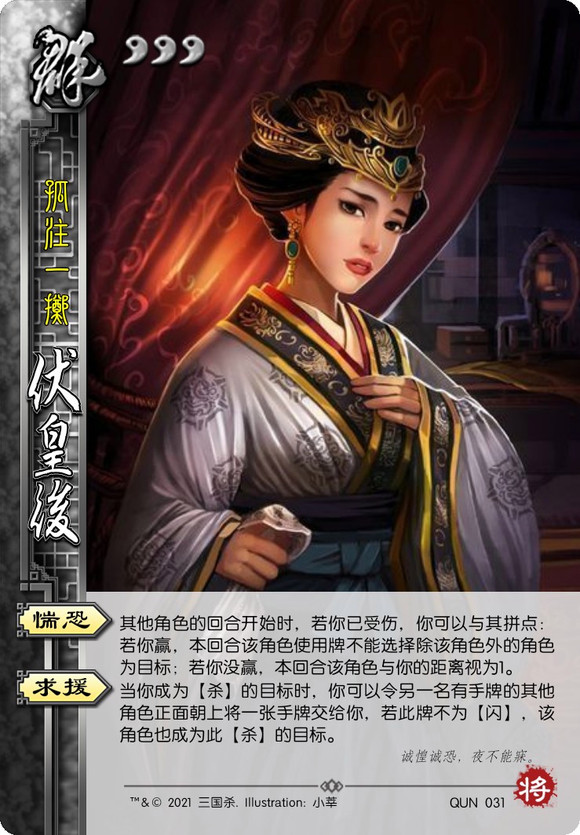 群
孤注一掷
伏皇後
惴恐
其他角色的回合开始时，若你已受伤，你可以与其拼点：
若你赢，本回合该角色使用牌不能选择除该角色外的角色
为目标；若你没赢，本回合该角色与你的距离视为1。
求援
当你成为【杀】的目标时，你可以令另一名有手牌的其他
角色正面朝上将一张手牌交给你，若此牌不为【闪】，该
角色也成为此【杀】的目标。
诚惶诚恐，夜不能寐。
™&© 2021 三国杀. Illustration: 小莘
QUN 031
将